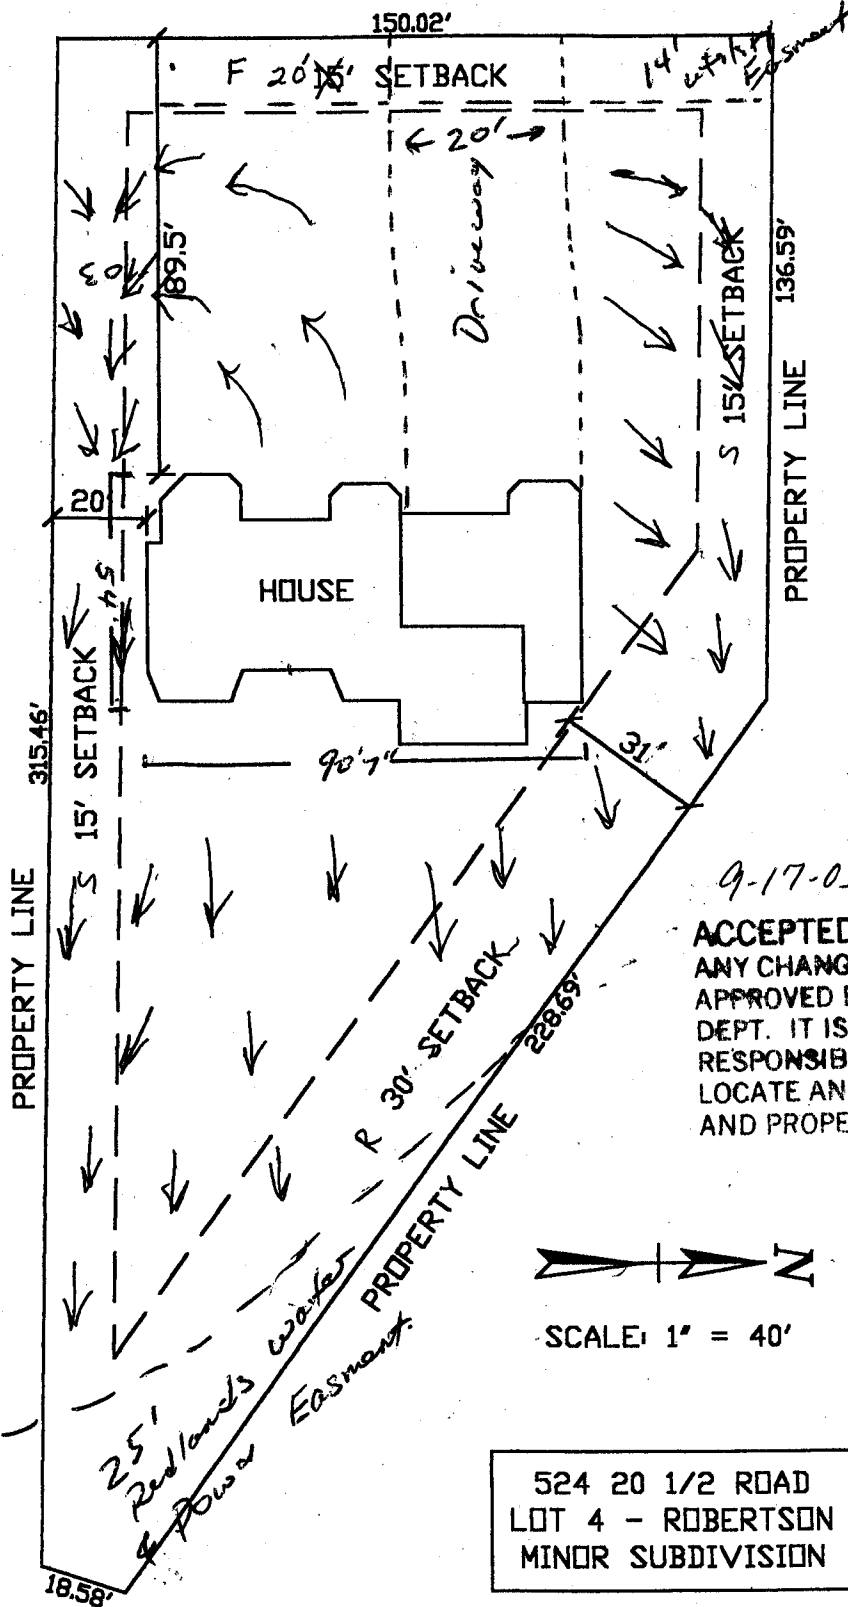 150.02'
F 20' 15' SETBACK
14' utility
Easment
20'
Driveway
89.5'
136.59'
S 15' SETBACK
PROPERTY LINE
20
HOUSE
54'
315.46'
S 15' SETBACK
PROPERTY LINE
90'7"
31'
9-17-0
ACCEPTED
ANY CHANG
APPROVED
DEPT. IT IS
RESPONSIB
LOCATE AN
AND PROPE
R 30' SETBACK
228.69'
PROPERTY LINE
25'
Redlands water
& Power Easment.
18.58'
N
SCALE: 1" = 40'
524 20 1/2 ROAD
LOT 4 - ROBERTSON
MINOR SUBDIVISION